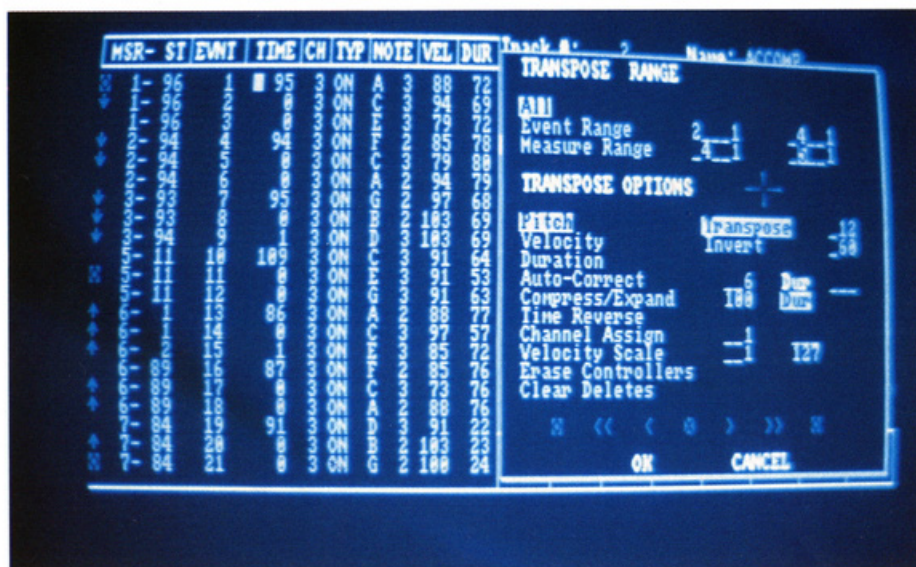 MSR- ST EVNT TIME CH TYP NOTE VEL DUR
1- 96 1 95 3 ON A 3 88 72
1- 96 2 0 3 ON C 3 94 69
1- 96 3 0 3 ON E 3 79 72
2- 94 4 94 3 ON F 2 85 78
2- 94 5 0 3 ON C 3 79 80
2- 94 6 0 3 ON A 2 94 79
3- 93 7 95 3 ON G 2 97 68
3- 93 8 0 3 ON B 2 103 69
3- 94 9 1 3 ON D 3 103 69
5- 11 10 109 3 ON C 3 91 64
5- 11 11 0 3 ON E 3 91 53
5- 11 12 0 3 ON G 3 91 63
6- 1 13 86 3 ON A 2 88 77
6- 1 14 0 3 ON C 3 97 57
6- 2 15 1 3 ON E 3 85 72
6- 89 16 87 3 ON F 2 85 76
6- 89 17 0 3 ON C 3 73 76
6- 89 18 0 3 ON A 2 88 76
7- 84 19 91 3 ON D 3 91 22
7- 84 20 0 3 ON B 2 103 23
7- 84 21 0 3 ON G 2 100 24
Track #: 2 Name: ACCOMP
TRANSPOSE RANGE
All
Event Range 2___1 _4__1
Measure Range _4__1 _5__1
TRANSPOSE OPTIONS
Pitch Transpose _12
Velocity Invert _60
Duration
Auto-Correct 6 Dur ___
Compress/Expand 100 Dur
Time Reverse
Channel Assign __1
Velocity Scale __1 127
Erase Controllers
Clear Deletes
<< < > >>
OK CANCEL